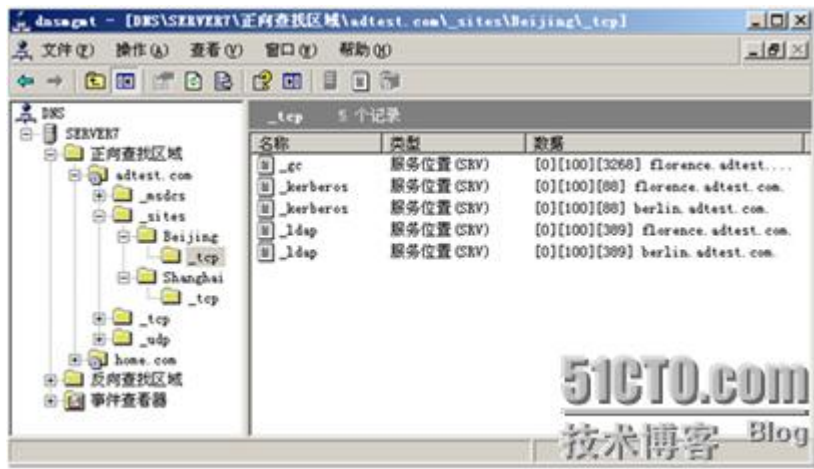 dnsmgmt - [DNS\SERVER7\正向查找区域\adtest.com\_sites\Beijing\_tcp]
文件(F) 操作(A) 查看(V) 窗口(W) 帮助(H)
DNS
SERVER7
正向查找区域
adtest.com
_msdcs
_sites
Beijing
_tcp
Shanghai
_tcp
_tcp
_udp
home.com
反向查找区域
事件查看器
_tcp 5 个记录
名称 类型 数据
_gc 服务位置(SRV) [0][100][3268] florence.adtest....
_kerberos 服务位置(SRV) [0][100][88] florence.adtest.com.
_kerberos 服务位置(SRV) [0][100][88] berlin.adtest.com.
_ldap 服务位置(SRV) [0][100][389] florence.adtest.com.
_ldap 服务位置(SRV) [0][100][389] berlin.adtest.com.
51CTO.com
技术博客 Blog